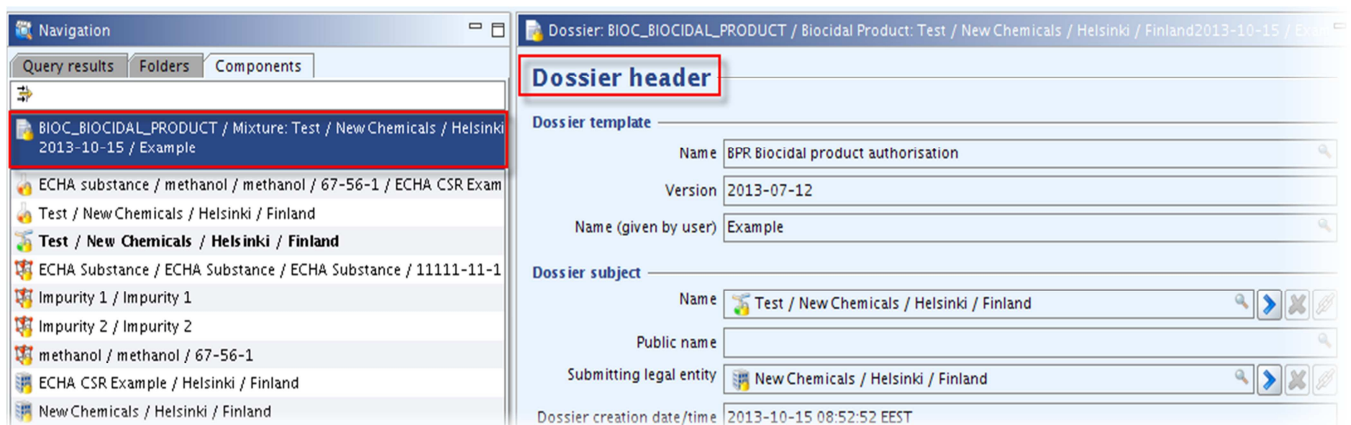 Navigation
Query results Folders Components
BIOC_BIOCIDAL_PRODUCT / Mixture: Test / New Chemicals / Helsinki
2013-10-15 / Example
ECHA substance / methanol / methanol / 67-56-1 / ECHA CSR Exam
Test / New Chemicals / Helsinki / Finland
Test / New Chemicals / Helsinki / Finland
ECHA Substance / ECHA Substance / ECHA Substance / 11111-11-1
Impurity 1 / Impurity 1
Impurity 2 / Impurity 2
methanol / methanol / 67-56-1
ECHA CSR Example / Helsinki / Finland
New Chemicals / Helsinki / Finland
Dossier: BIOC_BIOCIDAL_PRODUCT / Biocidal Product: Test / New Chemicals / Helsinki / Finland2013-10-15 / Exa
Dossier header
Dossier template
Name BPR Biocidal product authorisation
Version 2013-07-12
Name (given by user) Example
Dossier subject
Name Test / New Chemicals / Helsinki / Finland
Public name
Submitting legal entity New Chemicals / Helsinki / Finland
Dossier creation date/time 2013-10-15 08:52:52 EEST